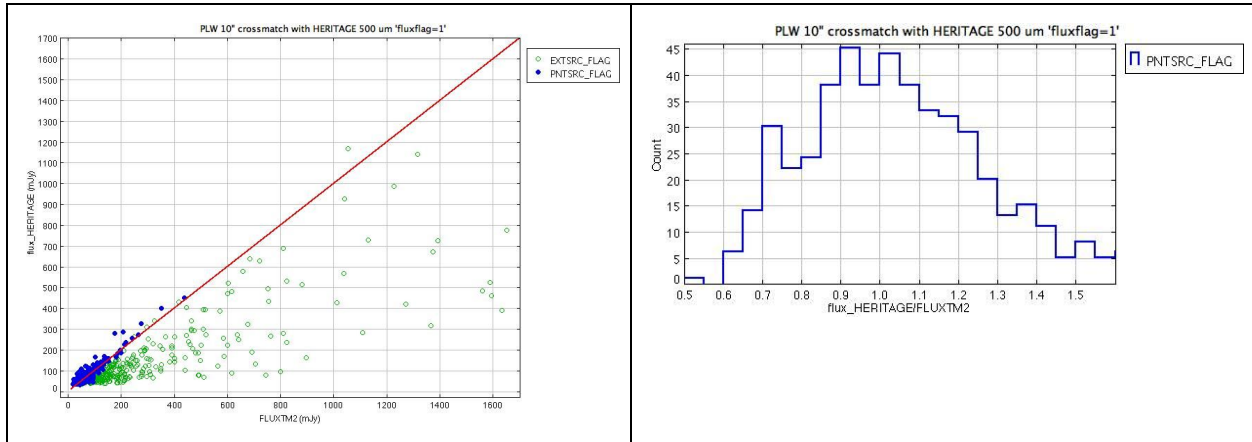 PLW 10" crossmatch with HERITAGE 500 um 'fluxflag=1'
1700
1600
1500
1400
1300
1200
1100
1000
900
800
700
600
500
400
300
200
100
0
flux_HERITAGE (mJy)
0 200 400 600 800 1000 1200 1400 1600
FLUXTM2 (mJy)
EXTSRC_FLAG
PNTSRC_FLAG
PLW 10" crossmatch with HERITAGE 500 um 'fluxflag=1'
45
40
35
30
25
20
15
10
5
0
Count
0.5 0.6 0.7 0.8 0.9 1.0 1.1 1.2 1.3 1.4 1.5
flux_HERITAGE/FLUXTM2
PNTSRC_FLAG